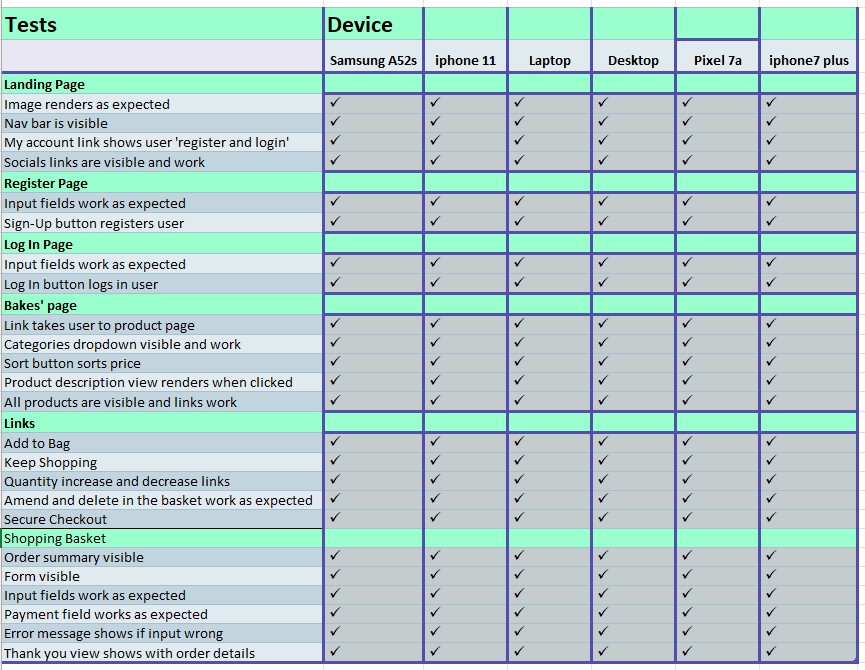 Tests Device
Samsung A52s iphone 11 Laptop Desktop Pixel 7a iphone7 plus
Landing Page
Image renders as expected ✓ ✓ ✓ ✓ ✓ ✓
Nav bar is visible ✓ ✓ ✓ ✓ ✓ ✓
My account link shows user 'register and login' ✓ ✓ ✓ ✓ ✓ ✓
Socials links are visible and work ✓ ✓ ✓ ✓ ✓ ✓
Register Page
Input fields work as expected ✓ ✓ ✓ ✓ ✓ ✓
Sign-Up button registers user ✓ ✓ ✓ ✓ ✓ ✓
Log In Page
Input fields work as expected ✓ ✓ ✓ ✓ ✓ ✓
Log In button logs in user ✓ ✓ ✓ ✓ ✓ ✓
Bakes' page
Link takes user to product page ✓ ✓ ✓ ✓ ✓ ✓
Categories dropdown visible and work ✓ ✓ ✓ ✓ ✓ ✓
Sort button sorts price ✓ ✓ ✓ ✓ ✓ ✓
Product description view renders when clicked ✓ ✓ ✓ ✓ ✓ ✓
All products are visible and links work ✓ ✓ ✓ ✓ ✓ ✓
Links
Add to Bag ✓ ✓ ✓ ✓ ✓ ✓
Keep Shopping ✓ ✓ ✓ ✓ ✓ ✓
Quantity increase and decrease links ✓ ✓ ✓ ✓ ✓ ✓
Amend and delete in the basket work as expected ✓ ✓ ✓ ✓ ✓ ✓
Secure Checkout ✓ ✓ ✓ ✓ ✓ ✓
Shopping Basket
Order summary visible ✓ ✓ ✓ ✓ ✓ ✓
Form visible ✓ ✓ ✓ ✓ ✓ ✓
Input fields work as expected ✓ ✓ ✓ ✓ ✓ ✓
Payment field works as expected ✓ ✓ ✓ ✓ ✓ ✓
Error message shows if input wrong ✓ ✓ ✓ ✓ ✓ ✓
Thank you view shows with order details ✓ ✓ ✓ ✓ ✓ ✓